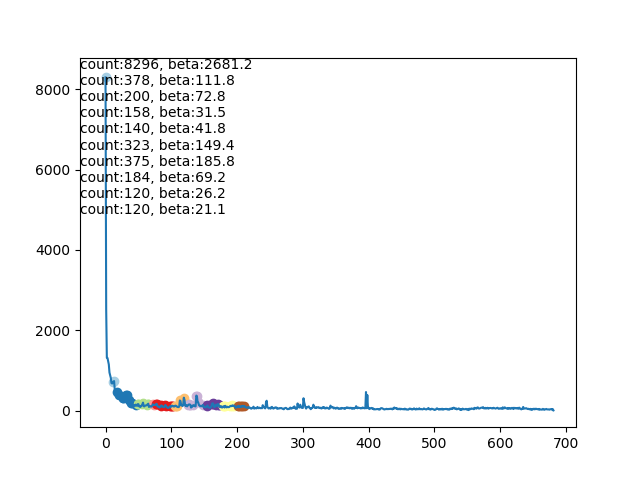 count:8296, beta:2681.2
count:378, beta:111.8
count:200, beta:72.8
count:158, beta:31.5
count:140, beta:41.8
count:323, beta:149.4
count:375, beta:185.8
count:184, beta:69.2
count:120, beta:26.2
count:120, beta:21.1
8000
6000
4000
2000
0
0 100 200 300 400 500 600 700